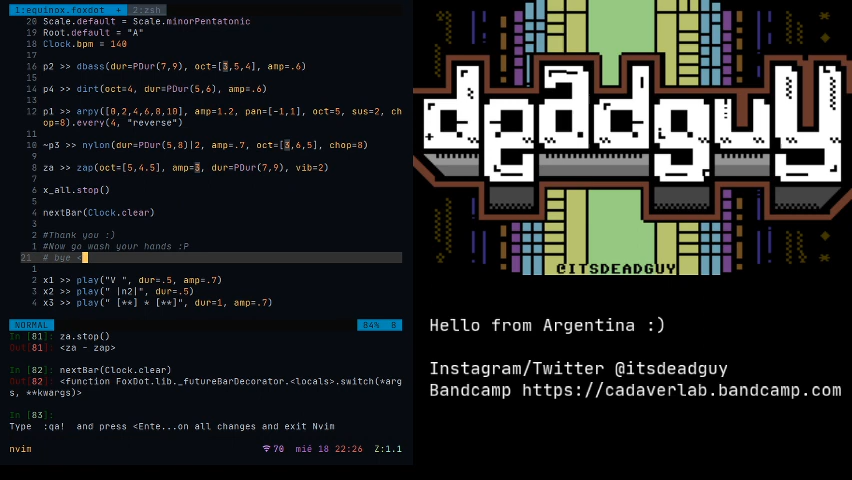 1:equinox.foxdot + 2:zsh
20 Scale.default = Scale.minorPentatonic
19 Root.default = "A"
18 Clock.bpm = 140
17
16 p2 >> dbass(dur=PDur(7,9), oct=[3,5,4], amp=.6)
15
14 p4 >> dirt(oct=4, dur=PDur(5,6), amp=.6)
13
12 p1 >> arpy([0,2,4,6,8,10], amp=1.2, pan=[-1,1], oct=5, sus=2, ch
op=8).every(4, "reverse")
11
10 ~p3 >> nylon(dur=PDur(5,8)|2, amp=.7, oct=[3,6,5], chop=8)
9
8 za >> zap(oct=[5,4.5], amp=3, dur=PDur(7,9), vib=2)
7
6 x_all.stop()
5
4 nextBar(Clock.clear)
3
2 #Thank you :)
1 #Now go wash your hands :P
21 # bye <
1
2 x1 >> play("V ", dur=.5, amp=.7)
3 x2 >> play(" |n2|", dur=.5)
4 x3 >> play(" [**] * [**]", dur=1, amp=.7)
NORMAL 84% 8
In [81]: za.stop()
Out[81]: <za - zap>
In [82]: nextBar(Clock.clear)
Out[82]: <function FoxDot.lib._futureBarDecorator.<locals>.switch(*arg
s, **kwargs)>
In [83]:
Type :qa! and press <Ente...on all changes and exit Nvim
nvim 70 mié 18 22:26 Z:1.1
deadguy
@ITSDEADGUY
Hello from Argentina :)
Instagram/Twitter @itsdeadguy
Bandcamp https://cadaverlab.bandcamp.com